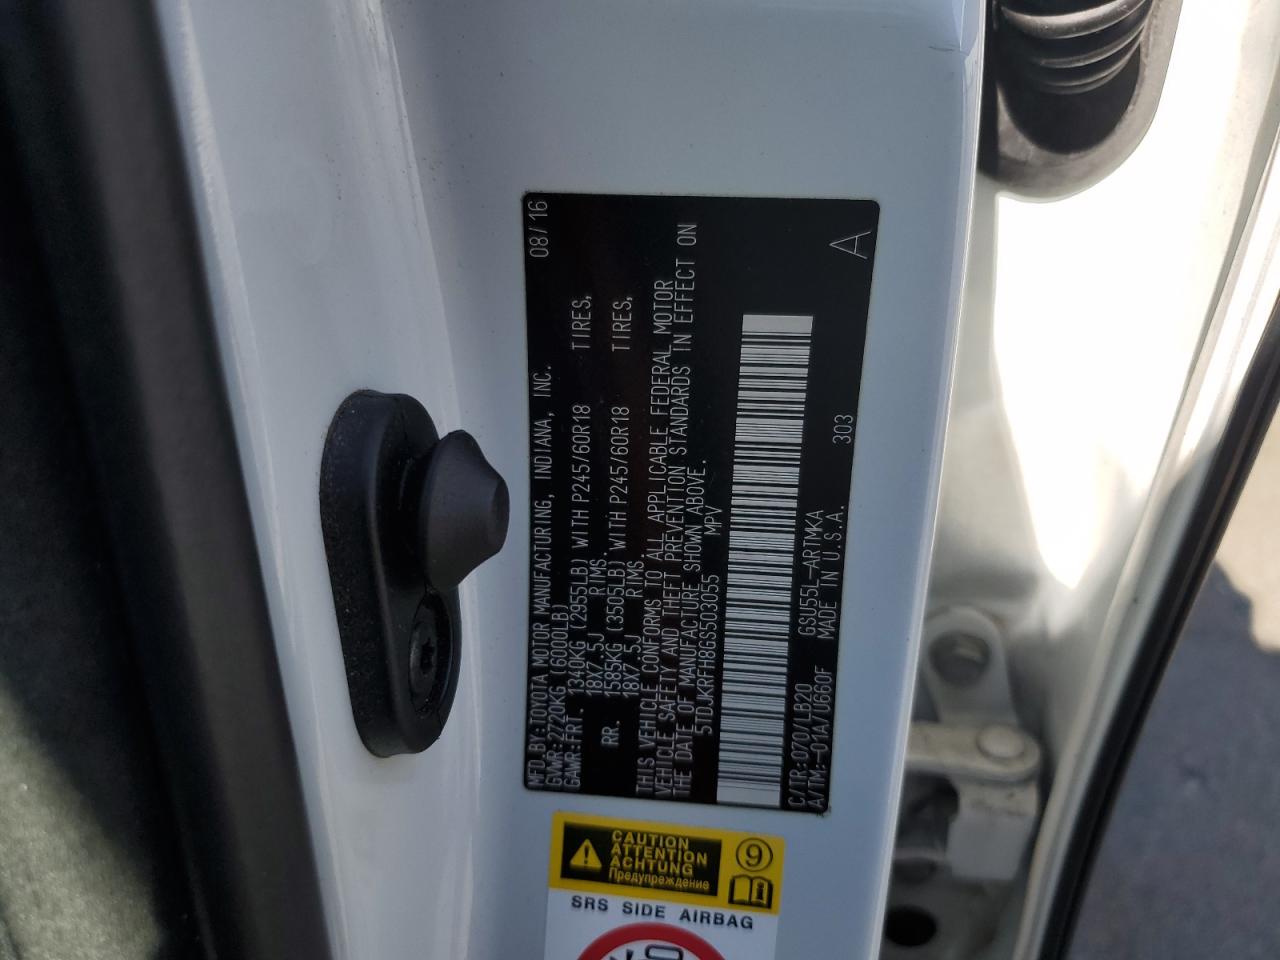 MFD.BY:TOYOTA MOTOR MANUFACTURING, INDIANA, INC. 08/16
GVWR:2720KG (6000LB)
GAWR:FRT. 1340KG (2955LB) WITH P245/60R18 TIRES,
18X7.5J RIMS
RR. 1585KG (3505LB) WITH P245/60R18 TIRES,
18X7.5J RIMS.
THIS VEHICLE CONFORMS TO ALL APPLICABLE FEDERAL MOTOR
VEHICLE SAFETY AND THEFT PREVENTION STANDARDS IN EFFECT ON
THE DATE OF MANUFACTURE SHOWN ABOVE.
5TDJKRFH8GS503055 MPV
C/TR:070/LB20 GSU55L-ARTMKA 303 A
A/TM:-01A/U660F MADE IN U.S.A.
CAUTION
ATTENTION
ACHTUNG
Предупреждение
9
SRS SIDE AIRBAG